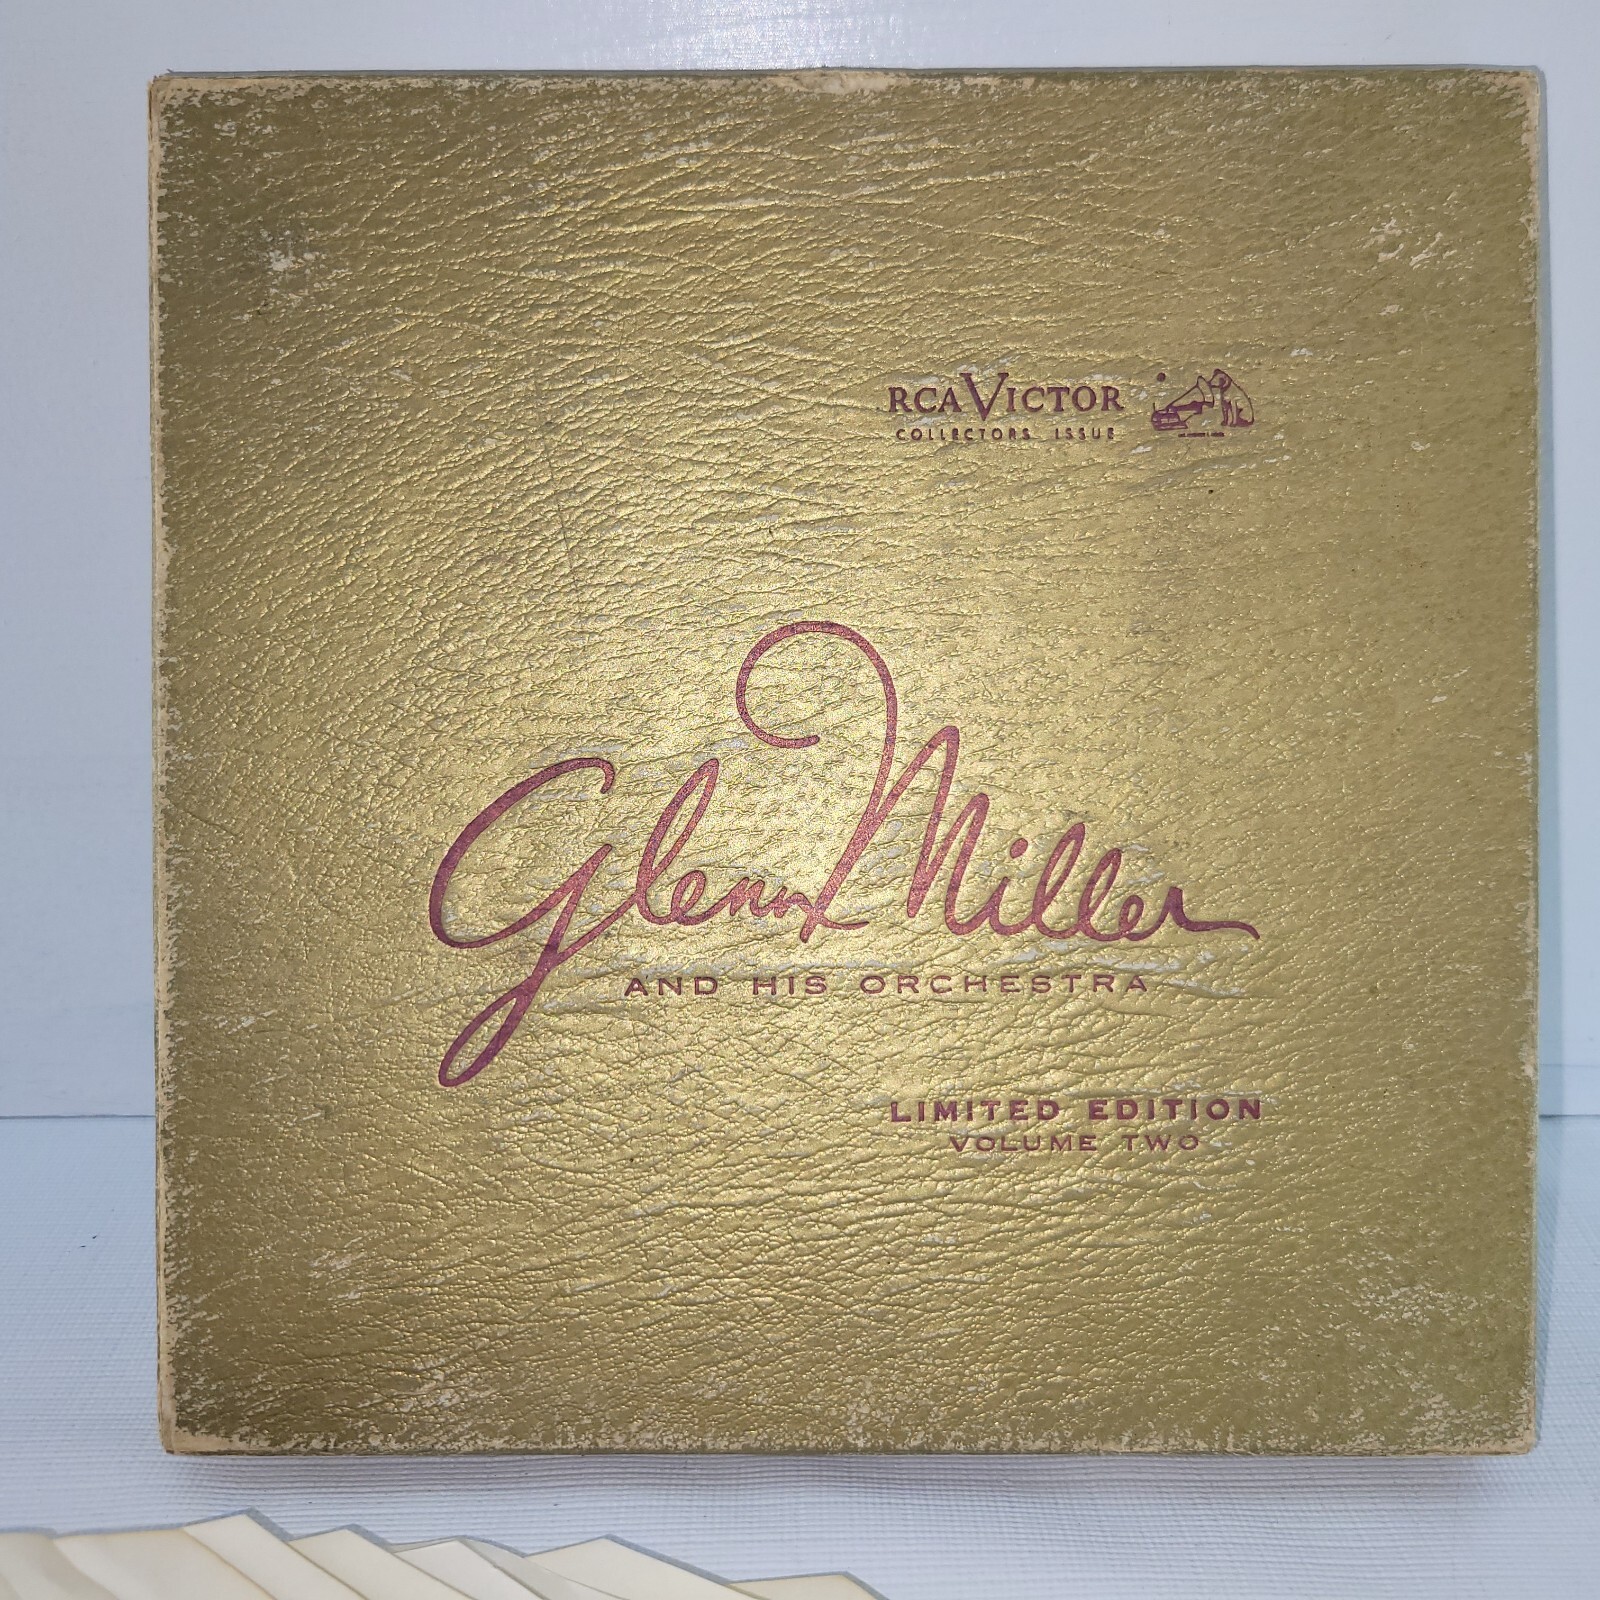 RCA VICTOR
COLLECTORS ISSUE
Glenn Miller
AND HIS ORCHESTRA
LIMITED EDITION
VOLUME TWO